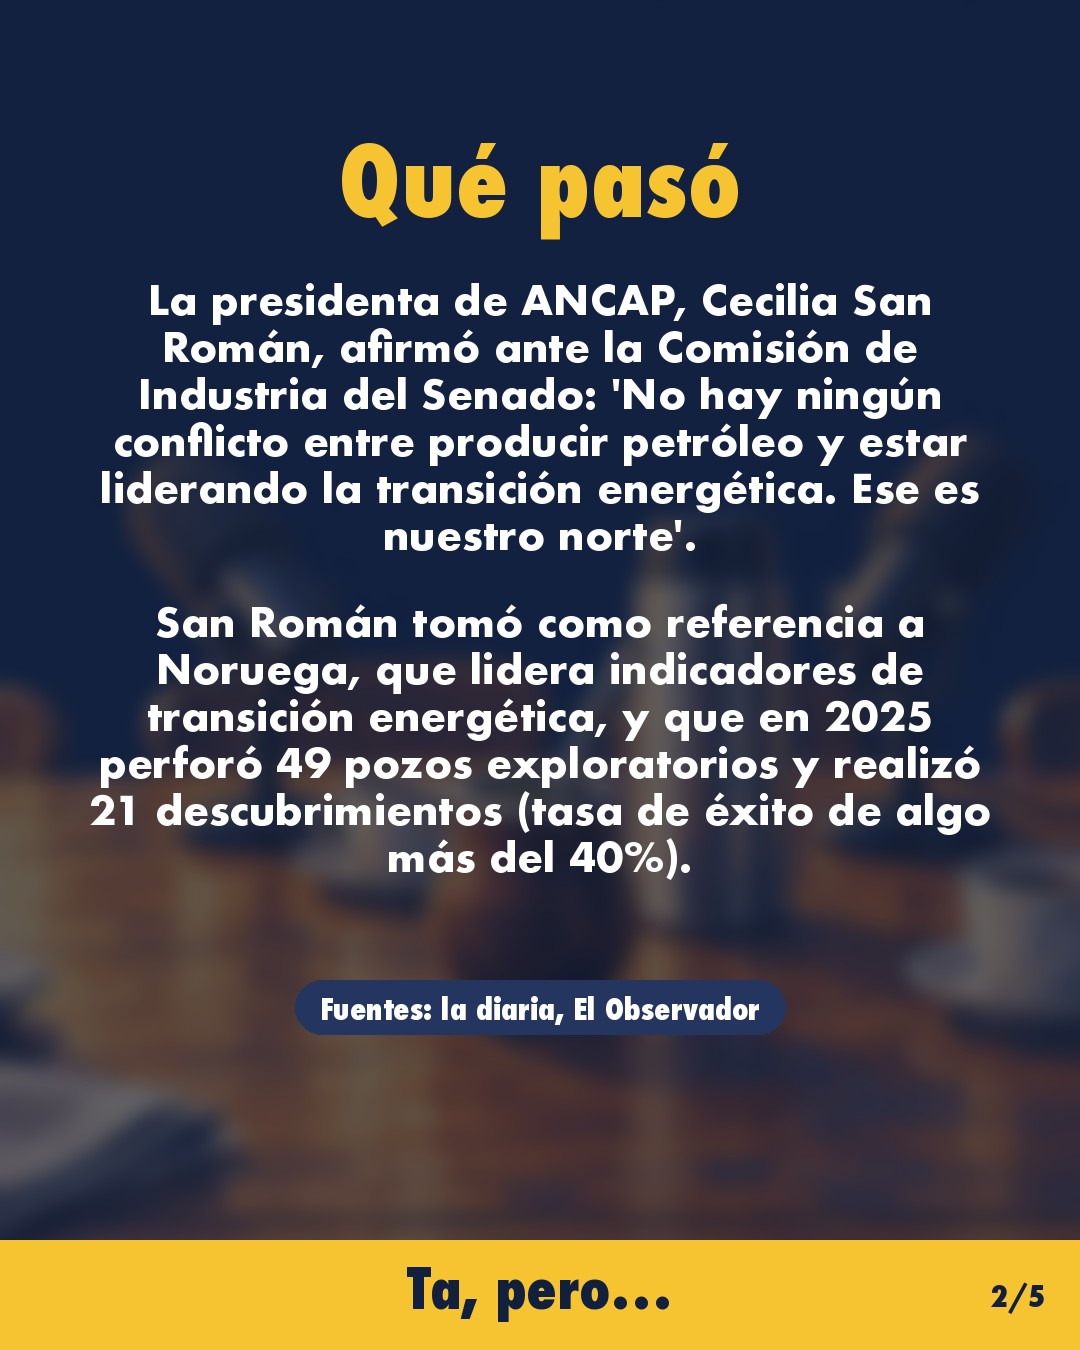 Qué pasó
La presidenta de ANCAP, Cecilia San
Román, afirmó ante la Comisión de
Industria del Senado: 'No hay ningún
conflicto entre producir petróleo y estar
liderando la transición energética. Ese es
nuestro norte'.
San Román tomó como referencia a
Noruega, que lidera indicadores de
transición energética, y que en 2025
perforó 49 pozos exploratorios y realizó
21 descubrimientos (tasa de éxito de algo
más del 40%).
Fuentes: la diaria, El Observador
Ta, pero...
2/5